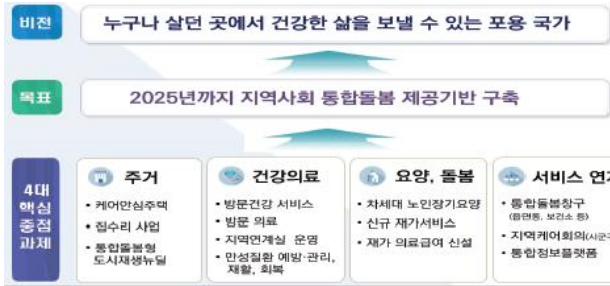 비전
누구나 살던 곳에서 건강한 삶을 보낼 수 있는 포용 국가
목표
2025년까지 지역사회 통합돌봄 제공기반 구축
4대
핵심
중점
과제
주거
• 케어안심주택
• 집수리 사업
• 통합돌봄형
도시재생뉴딜
건강의료
• 방문건강 서비스
• 방문 의료
• 지역연계실 운영
• 만성질환 예방·관리,
재활, 회복
요양, 돌봄
• 차세대 노인장기요양
• 신규 재가서비스
• 재가 의료급여 신설
서비스 연
• 통합돌봄창구
(읍면동, 보건소 등)
• 지역케어회의(시군구
• 통합정보플랫폼